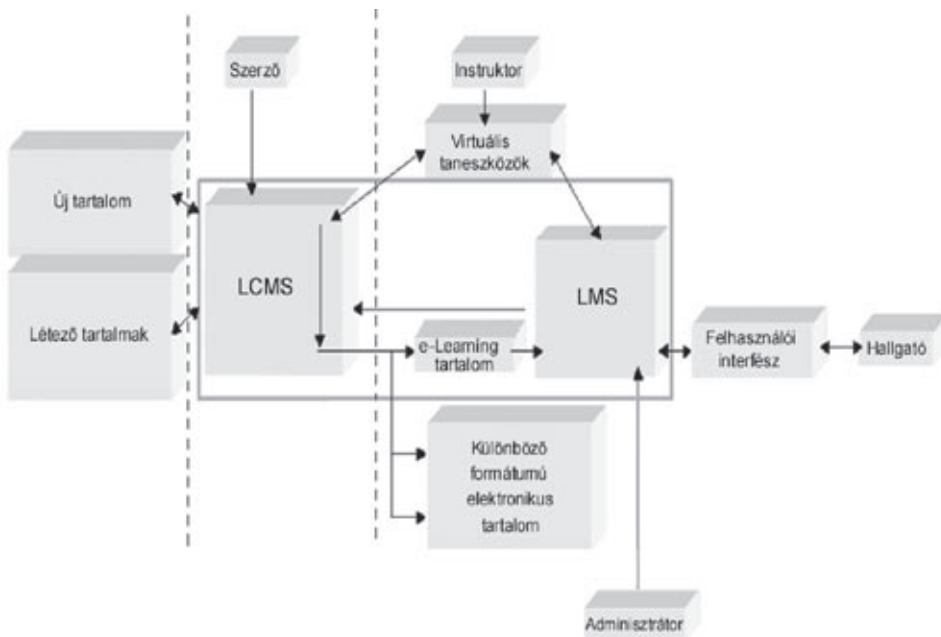 Szerző
Instruktor
Virtuális
taneszközök
Új tartalom
LCMS
LMS
Létező tartalmak
e-Learning
tartalom
Felhasználói
interfész
Hallgató
Különböző
formátumú
elektronikus
tartalom
Adminisztrátor